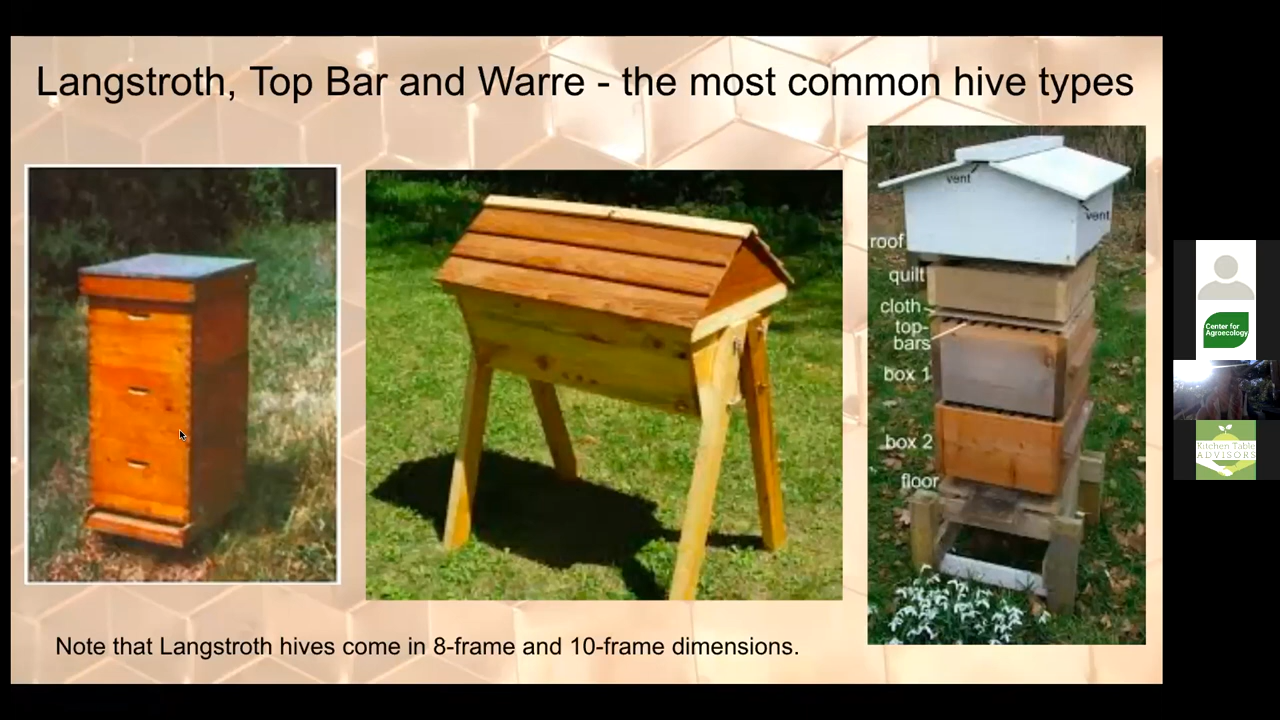 Langstroth, Top Bar and Warre - the most common hive types
vent
vent
roof
quilt
cloth
top-
bars
box 1
box 2
floor
Note that Langstroth hives come in 8-frame and 10-frame dimensions.
Center for
Agroecology
Kitchen Table
ADVISORS